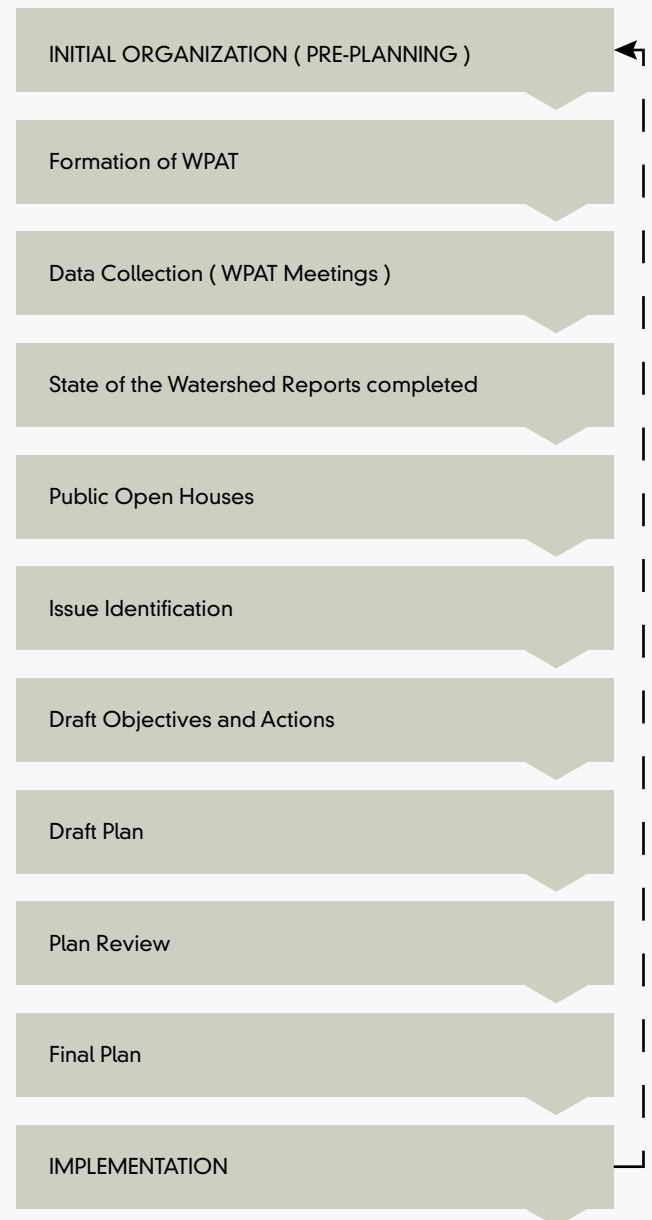 INITIAL ORGANIZATION ( PRE-PLANNING )
Formation of WPAT
Data Collection ( WPAT Meetings )
State of the Watershed Reports completed
Public Open Houses
Issue Identification
Draft Objectives and Actions
Draft Plan
Plan Review
Final Plan
IMPLEMENTATION